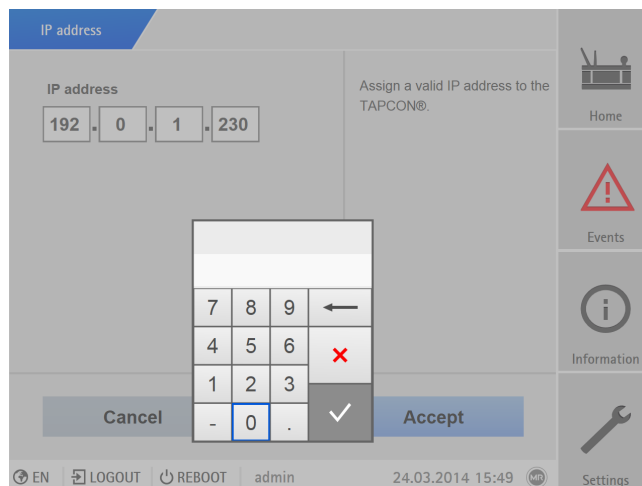 IP address
IP address
192 . 0 . 1 . 230
Assign a valid IP address to the
TAPCON®.
Home
Events
Information
Settings
7 8 9
4 5 6
1 2 3
- 0 .
Cancel
Accept
EN LOGOUT REBOOT admin 24.03.2014 15:49 MR